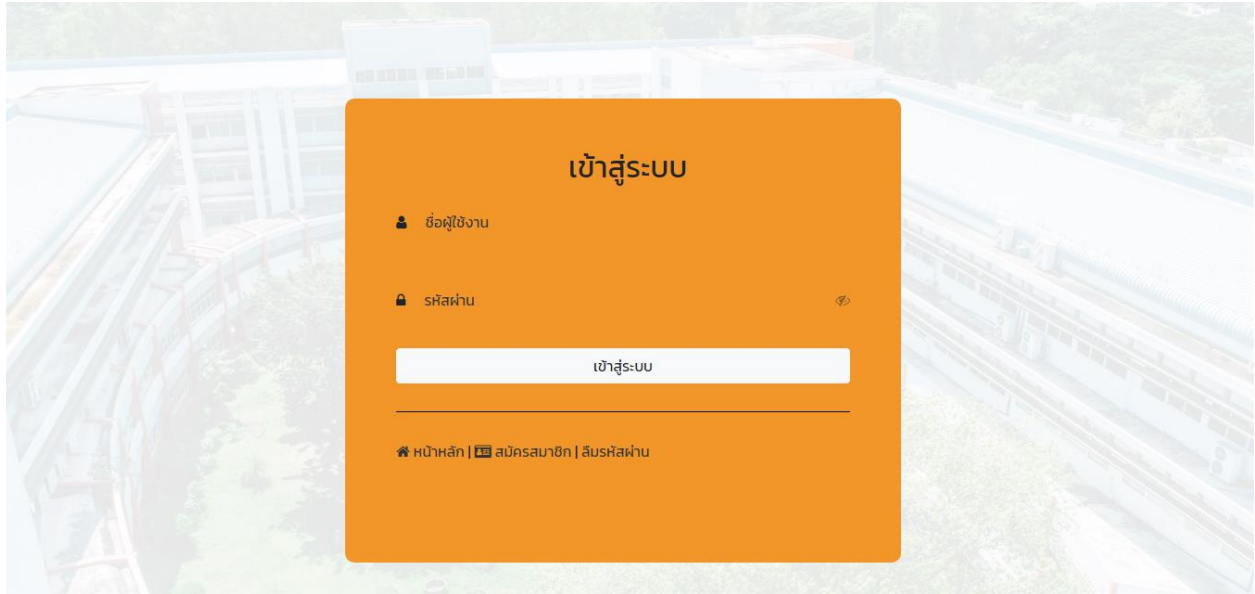 เข้าสู่ระบบ
ชื่อผู้ใช้งาน
รหัสผ่าน
เข้าสู่ระบบ
หน้าหลัก | สมัครสมาชิก | ลืมรหัสผ่าน